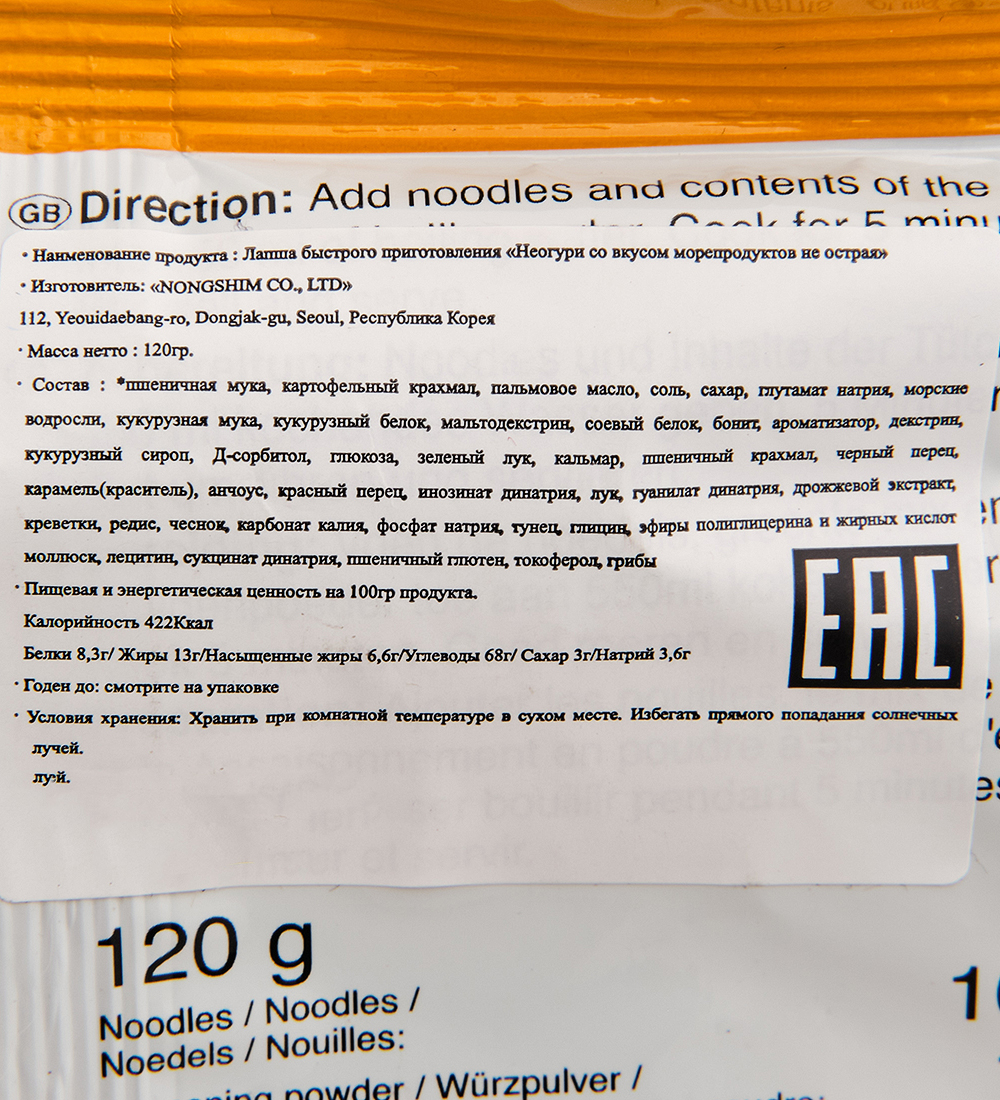 GB Direction: Add noodles and contents of the
Cook for 5 minu
• Наименование продукта : Лапша быстрого приготовления «Неогури со вкусом морепродуктов не острая»
• Изготовитель: «NONGSHIM CO., LTD»
112, Yeouidaebang-ro, Dongjak-gu, Seoul, Республика Корея
• Масса нетто : 120гр.
• Состав : *пшеничная мука, картофельный крахмал, пальмовое масло, соль, сахар, глутамат натрия, морские
водросли, кукурузная мука, кукурузный белок, мальтодекстрин, соевый белок, бонит, ароматизатор, декстрин,
кукурузный сироп, Д-сорбитол, глюкоза, зеленый лук, кальмар, пшеничный крахмал, черный перец,
карамель(краситель), анчоус, красный перец, инозинат динатрия, лук, гуанилат динатрия, дрожжевой экстракт,
креветки, редис, чеснок, карбонат калия, фосфат натрия, тунец, глицин, эфиры полиглицерина и жирных кислот
моллюск, лецитин, сукцинат динатрия, пшеничный глютен, токоферол, грибы
• Пищевая и энергетическая ценность на 100гр продукта.
Калорийность 422Ккал
Белки 8,3г/ Жиры 13г/Насыщенные жиры 6,6г/Углеводы 68г/ Сахар 3г/Натрий 3,6г
• Годен до: смотрите на упаковке
• Условия хранения: Хранить при комнатной температуре в сухом месте. Избегать прямого попадания солнечных
лучей.
EAC
120 g
Noodles / Noodles /
Noedels / Nouilles:
powder / Würzpulver /